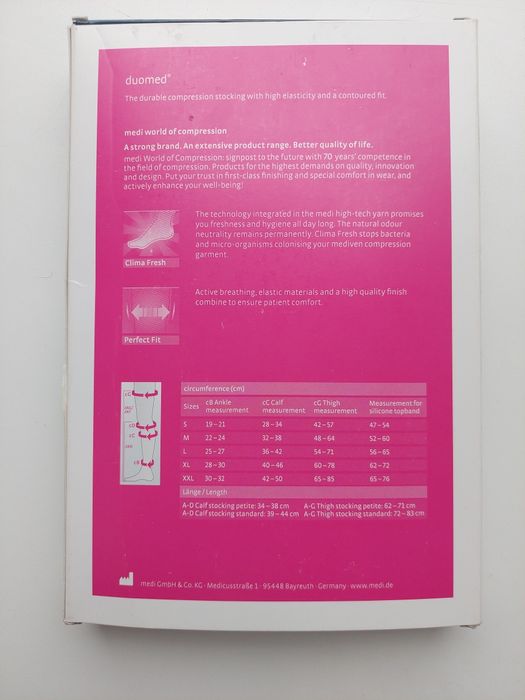 duomed®
The durable compression stocking with high elasticity and a contoured fit.
medi world of compression
A strong brand. An extensive product range. Better quality of life.
medi World of Compression: signpost to the future with 70 years' competence in
the field of compression. Products for the highest demands on quality, innovation
and design. Put your trust in first-class finishing and special comfort in wear, and
actively enhance your well-being!
The technology integrated in the medi high-tech yarn promises
you freshness and hygiene all day long. The natural odour
neutrality remains permanently. Clima Fresh stops bacteria
and micro-organisms colonising your mediven compression
garment.
Clima Fresh
Active breathing, elastic materials and a high quality finish
combine to ensure patient comfort.
Perfect Fit
circumference (cm)
Sizes cB Ankle measurement cC Calf measurement cG Thigh measurement Measurement for silicone topband
S 19–21 28–34 42–57 47–54
M 22–24 32–38 48–64 52–60
L 25–27 36–42 54–71 56–65
XL 28–30 40–46 60–78 62–72
XXL 30–32 42–50 65–85 65–76
Länge / Length
A-D Calf stocking petite: 34–38 cm A-G Thigh stocking petite: 62–71 cm
A-D Calf stocking standard: 39–44 cm A-G Thigh stocking standard: 72–83 cm
cG
cD
cC
cB
medi GmbH & Co. KG · Medicusstraße 1 · 95448 Bayreuth · Germany · www.medi.de